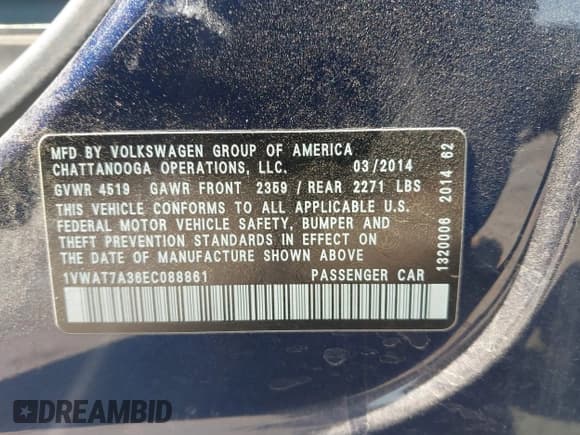 MFD BY VOLKSWAGEN GROUP OF AMERICA
CHATTANOOGA OPERATIONS, LLC. 03/2014
GVWR 4519 GAWR FRONT 2359 / REAR 2271 LBS
THIS VEHICLE CONFORMS TO ALL APPLICABLE U.S.
FEDERAL MOTOR VEHICLE SAFETY, BUMPER AND
THEFT PREVENTION STANDARDS IN EFFECT ON
THE DATE OF MANUFACTURE SHOWN ABOVE
1VWAT7A36EC088861 PASSENGER CAR
1320006 2014 62
DREAMBID